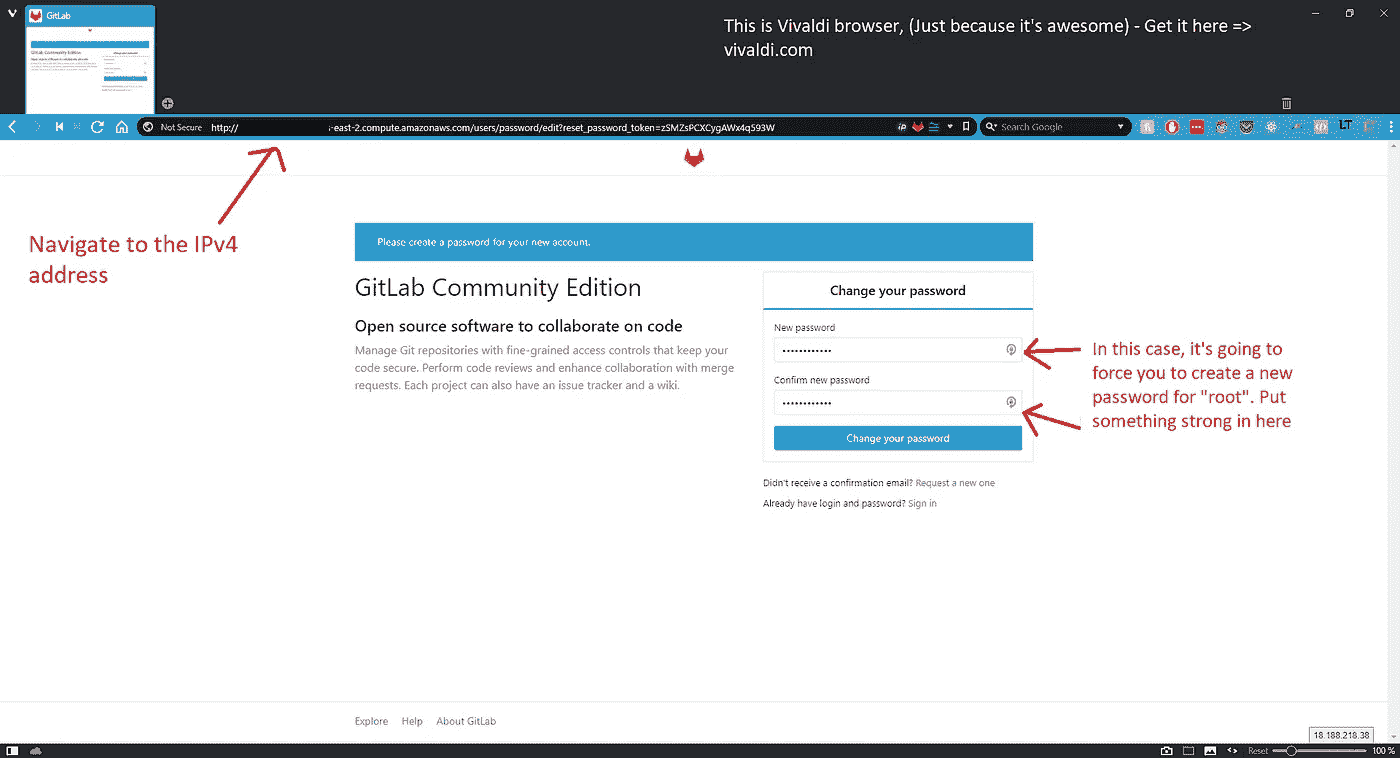 GitLab
This is Vivaldi browser, (Just because it's awesome) - Get it here =>
vivaldi.com
Not Secure http:// -east-2.compute.amazonaws.com/users/password/edit?reset_password_token=zSMZsPCXCygAWx4q593W
Search Google
LT
Navigate to the IPv4
address
Please create a password for your new account.
GitLab Community Edition
Open source software to collaborate on code
Manage Git repositories with fine-grained access controls that keep your
code secure. Perform code reviews and enhance collaboration with merge
requests. Each project can also have an issue tracker and a wiki.
Change your password
New password
Confirm new password
Change your password
Didn't receive a confirmation email? Request a new one
Already have login and password? Sign in
In this case, it's going to
force you to create a new
password for "root". Put
something strong in here
Explore Help About GitLab
18.188.218.38
Reset 100 %